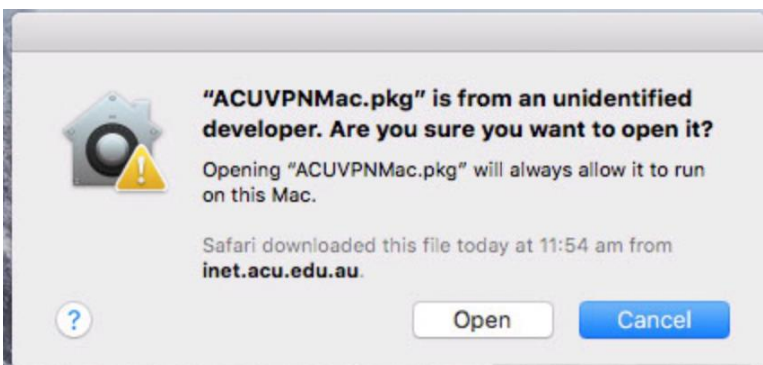 “ACUVPNMac.pkg” is from an unidentified
developer. Are you sure you want to open it?
Opening “ACUVPNMac.pkg” will always allow it to run
on this Mac.
Safari downloaded this file today at 11:54 am from
inet.acu.edu.au.
?
Open
Cancel